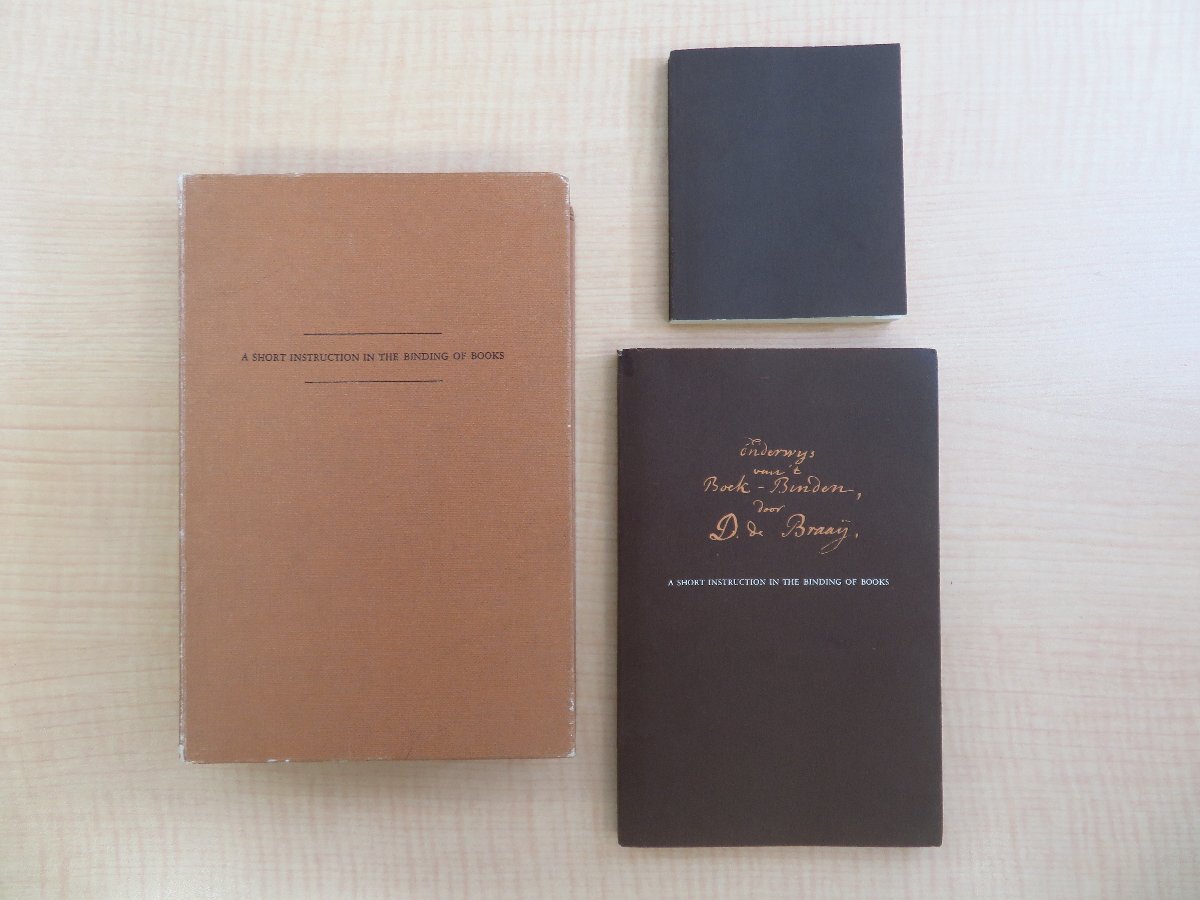 A SHORT INSTRUCTION IN THE BINDING OF BOOKS
onderwys
van't
Boek - Binden,
door
D. de Braaÿ.
A SHORT INSTRUCTION IN THE BINDING OF BOOKS